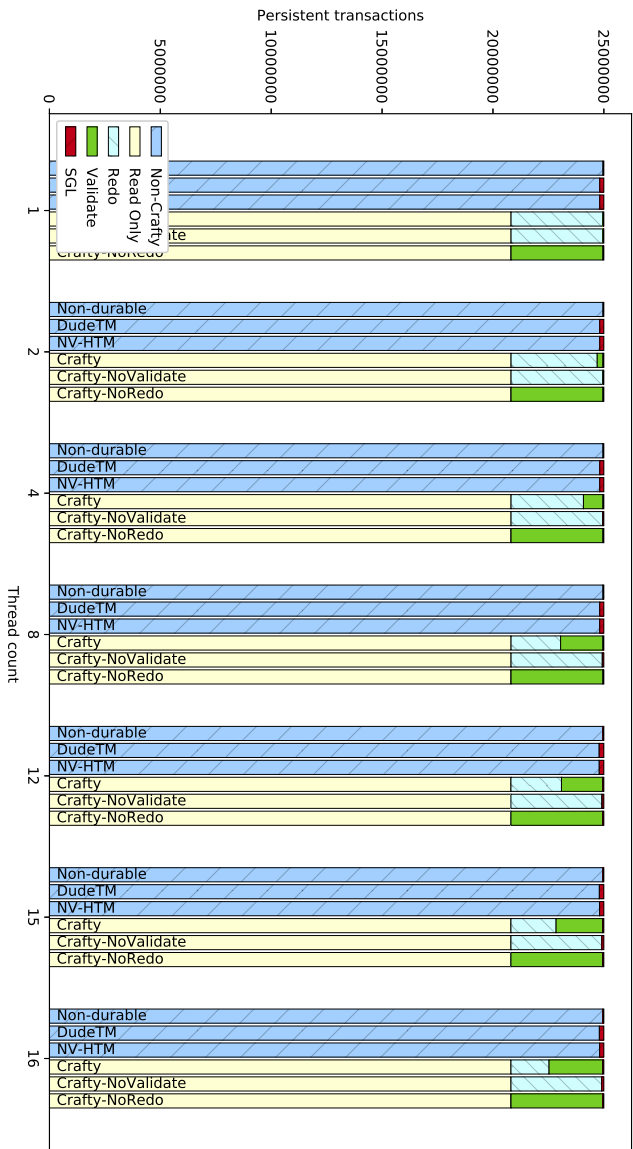 Persistent transactions
0
5000000
10000000
15000000
20000000
25000000
Non-Crafty
Read Only
Redo
Validate
SGL
1
Crafty-NoRedo
Non-durable
DudeTM
NV-HTM
2
Crafty
Crafty-NoValidate
Crafty-NoRedo
Non-durable
DudeTM
NV-HTM
4
Crafty
Crafty-NoValidate
Crafty-NoRedo
Non-durable
DudeTM
NV-HTM
8
Crafty
Crafty-NoValidate
Crafty-NoRedo
Non-durable
DudeTM
NV-HTM
12
Crafty
Crafty-NoValidate
Crafty-NoRedo
Non-durable
DudeTM
NV-HTM
15
Crafty
Crafty-NoValidate
Crafty-NoRedo
Non-durable
DudeTM
NV-HTM
16
Crafty
Crafty-NoValidate
Crafty-NoRedo
Thread count